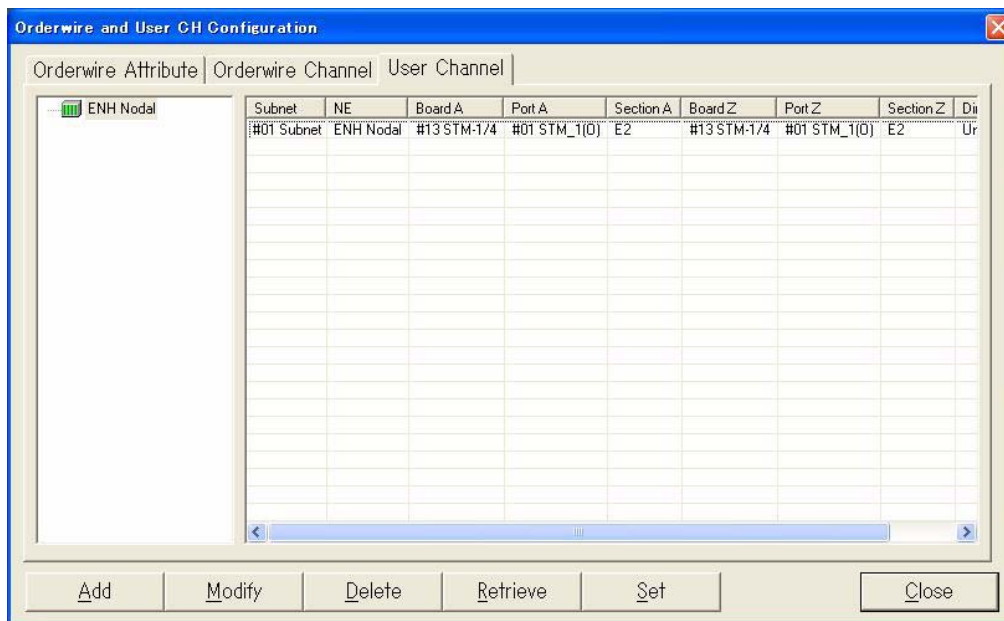 Orderwire and User CH Configuration
Orderwire Attribute Orderwire Channel User Channel
ENH Nodal
Subnet NE Board A Port A Section A Board Z Port Z Section Z Di
#01 Subnet ENH Nodal #13 STM-1/4 #01 STM_1(O) E2 #13 STM-1/4 #01 STM_1(O) E2 Ur
Add Modify Delete Retrieve Set Close